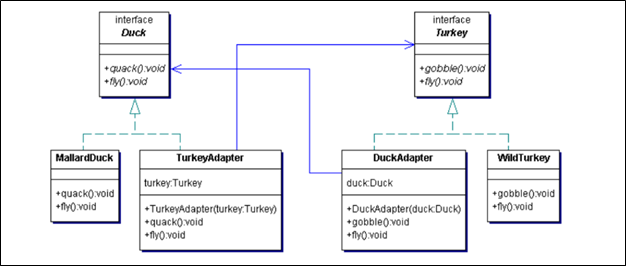 interface
Duck
+quack():void
+fly():void
interface
Turkey
+gobble():void
+fly():void
MallardDuck
+quack():void
+fly():void
TurkeyAdapter
turkey:Turkey
+TurkeyAdapter(turkey:Turkey)
+quack():void
+fly():void
DuckAdapter
duck:Duck
+DuckAdapter(duck:Duck)
+gobble():void
+fly():void
WildTurkey
+gobble():void
+fly():void